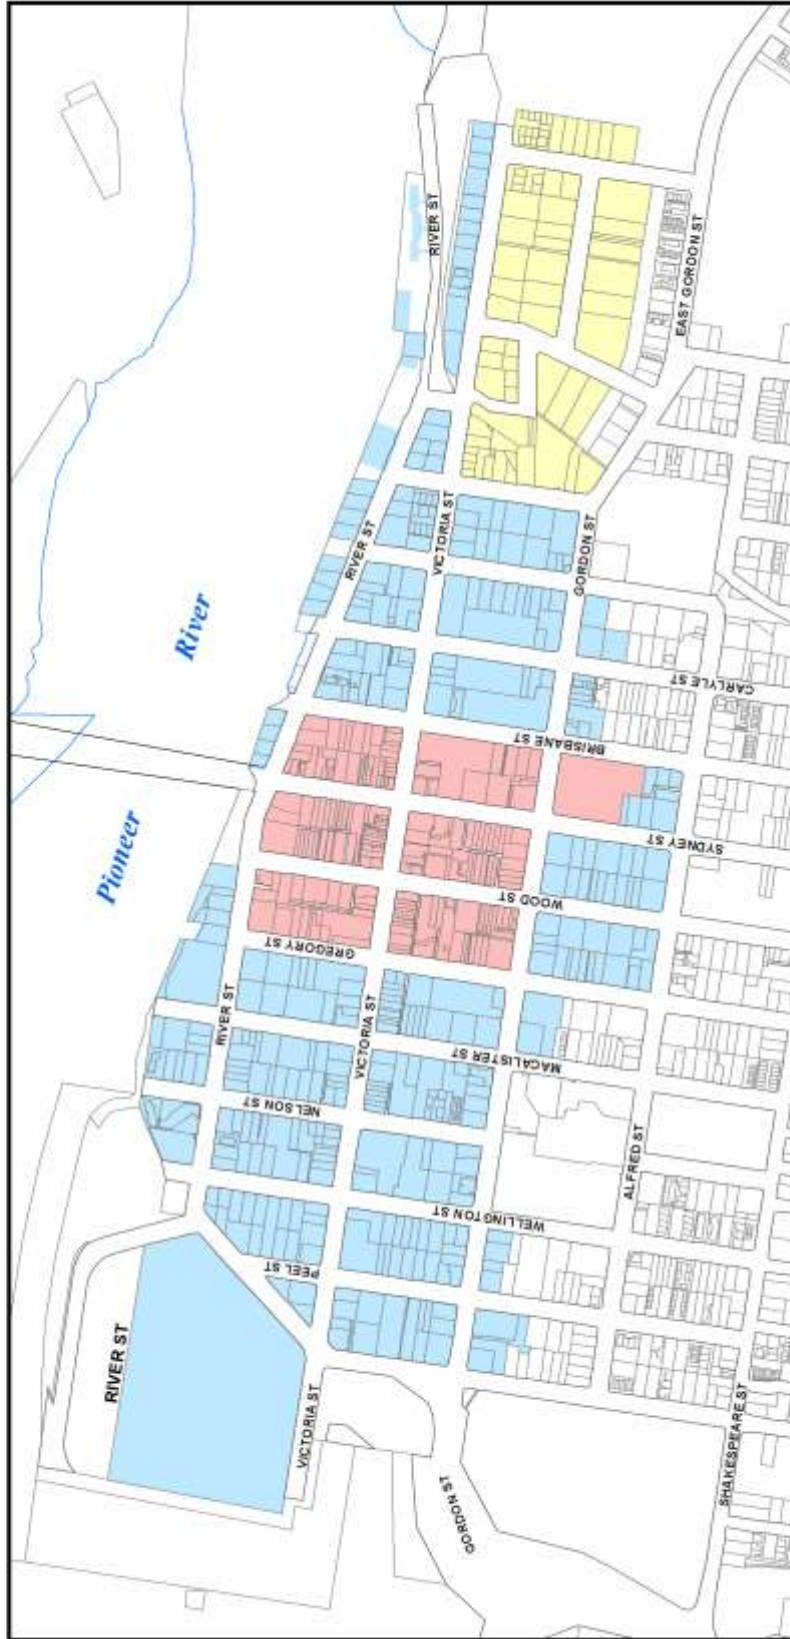 RIVER ST
EAST GORDON ST
VICTORIA ST
RIVER ST
GORDON ST
River
CARLYLE ST
BRISBANE ST
Pioneer
SYDNEY ST
WOOD ST
GREGORY ST
RIVER ST
VICTORIA ST
MACALISTER ST
NELSON ST
ALFRED ST
WELLINGTON ST
PEEL ST
RIVER ST
VICTORIA ST
SHAKESPEARE ST
GORDON ST